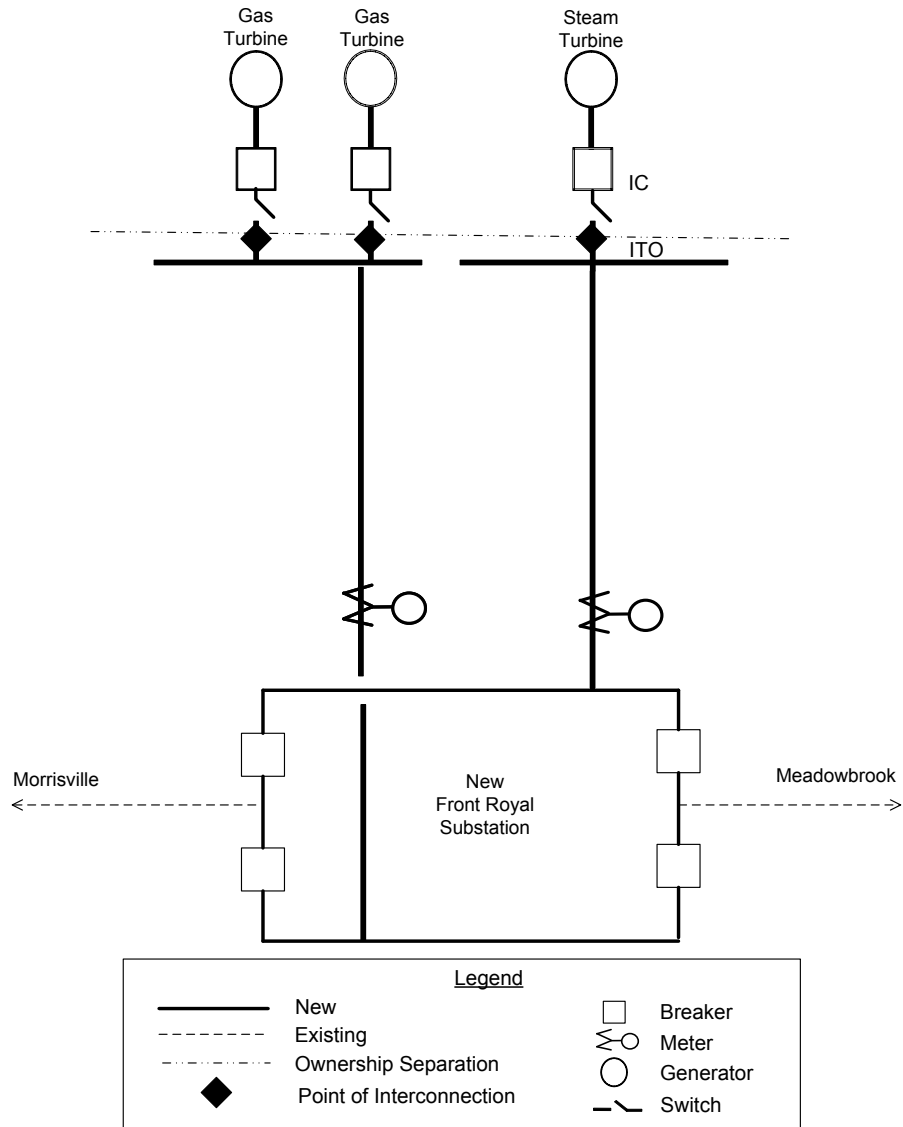 Gas
Turbine
Gas
Turbine
Steam
Turbine
IC
ITO
Morrisville
Meadowbrook
New
Front Royal
Substation
Legend
New
Existing
Ownership Separation
Point of Interconnection
Breaker
Meter
Generator
Switch